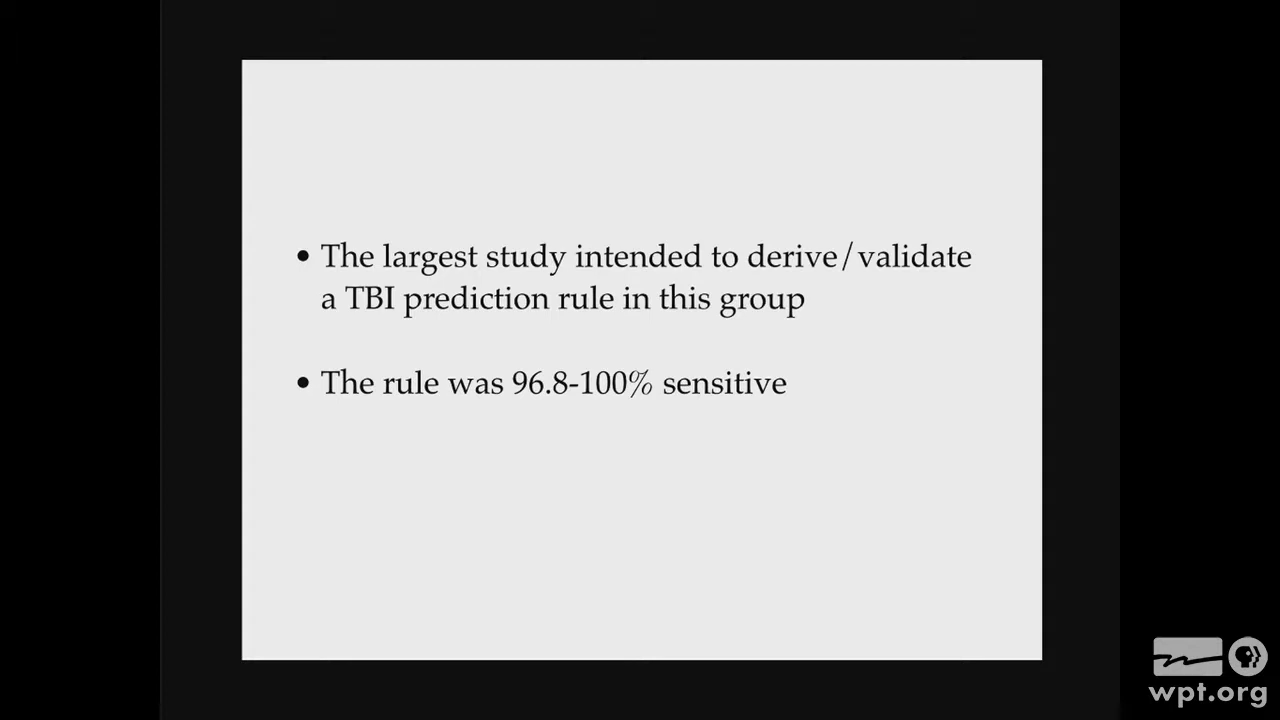 • The largest study intended to derive/validate
a TBI prediction rule in this group
• The rule was 96.8-100% sensitive
wpt.org